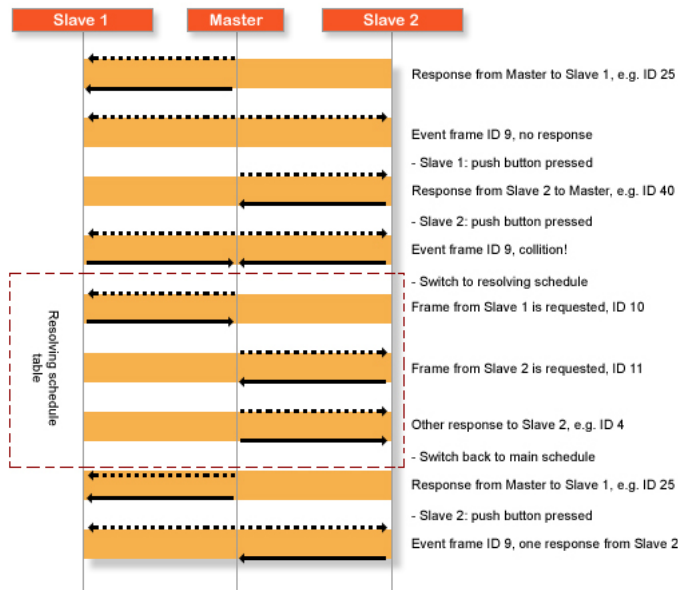 Slave 1
Master
Slave 2
Response from Master to Slave 1, e.g. ID 25
Event frame ID 9, no response
- Slave 1: push button pressed
Response from Slave 2 to Master, e.g. ID 40
- Slave 2: push button pressed
Event frame ID 9, collition!
- Switch to resolving schedule
Frame from Slave 1 is requested, ID 10
Resolving schedule
table
Frame from Slave 2 is requested, ID 11
Other response to Slave 2, e.g. ID 4
- Switch back to main schedule
Response from Master to Slave 1, e.g. ID 25
- Slave 2: push button pressed
Event frame ID 9, one response from Slave 2